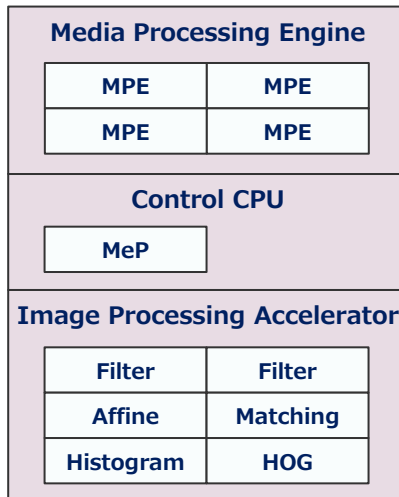 Media Processing Engine
MPE MPE
MPE MPE
Control CPU
MeP
Image Processing Accelerator
Filter Filter
Affine Matching
Histogram HOG